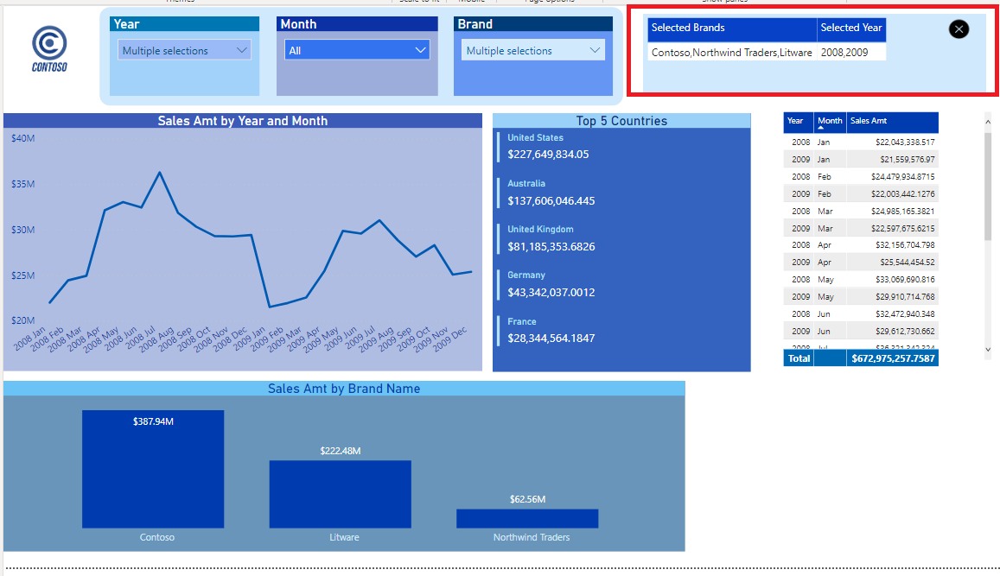 Themes
Scale to fit
Mobile
Page options
Show panes
CONTOSO
Year
Multiple selections
Month
All
Brand
Multiple selections
Selected Brands Selected Year
Contoso,Northwind Traders,Litware 2008,2009
Sales Amt by Year and Month
$40M
$35M
$30M
$25M
$20M
2008 Jan
2008 Feb
2008 Mar
2008 Apr
2008 May
2008 Jun
2008 Jul
2008 Aug
2008 Sep
2008 Oct
2008 Nov
2008 Dec
2009 Jan
2009 Feb
2009 Mar
2009 Apr
2009 May
2009 Jun
2009 Jul
2009 Aug
2009 Sep
2009 Oct
2009 Nov
2009 Dec
Top 5 Countries
United States
$227,649,834.05
Australia
$137,606,046.445
United Kingdom
$81,185,353.6826
Germany
$43,342,037.0012
France
$28,344,564.1847
Year Month Sales Amt
2008 Jan $22,043,338.517
2009 Jan $21,559,576.97
2008 Feb $24,479,934.8715
2009 Feb $22,003,442.1276
2008 Mar $24,985,165.3821
2009 Mar $22,597,675.6215
2008 Apr $32,156,704.798
2009 Apr $25,544,454.52
2008 May $33,069,690.816
2009 May $29,910,714.768
2008 Jun $32,472,940.348
2009 Jun $29,612,730.662
2008 Jul
Total $672,975,257.7587
Sales Amt by Brand Name
$387.94M
$222.48M
$62.56M
Contoso
Litware
Northwind Traders